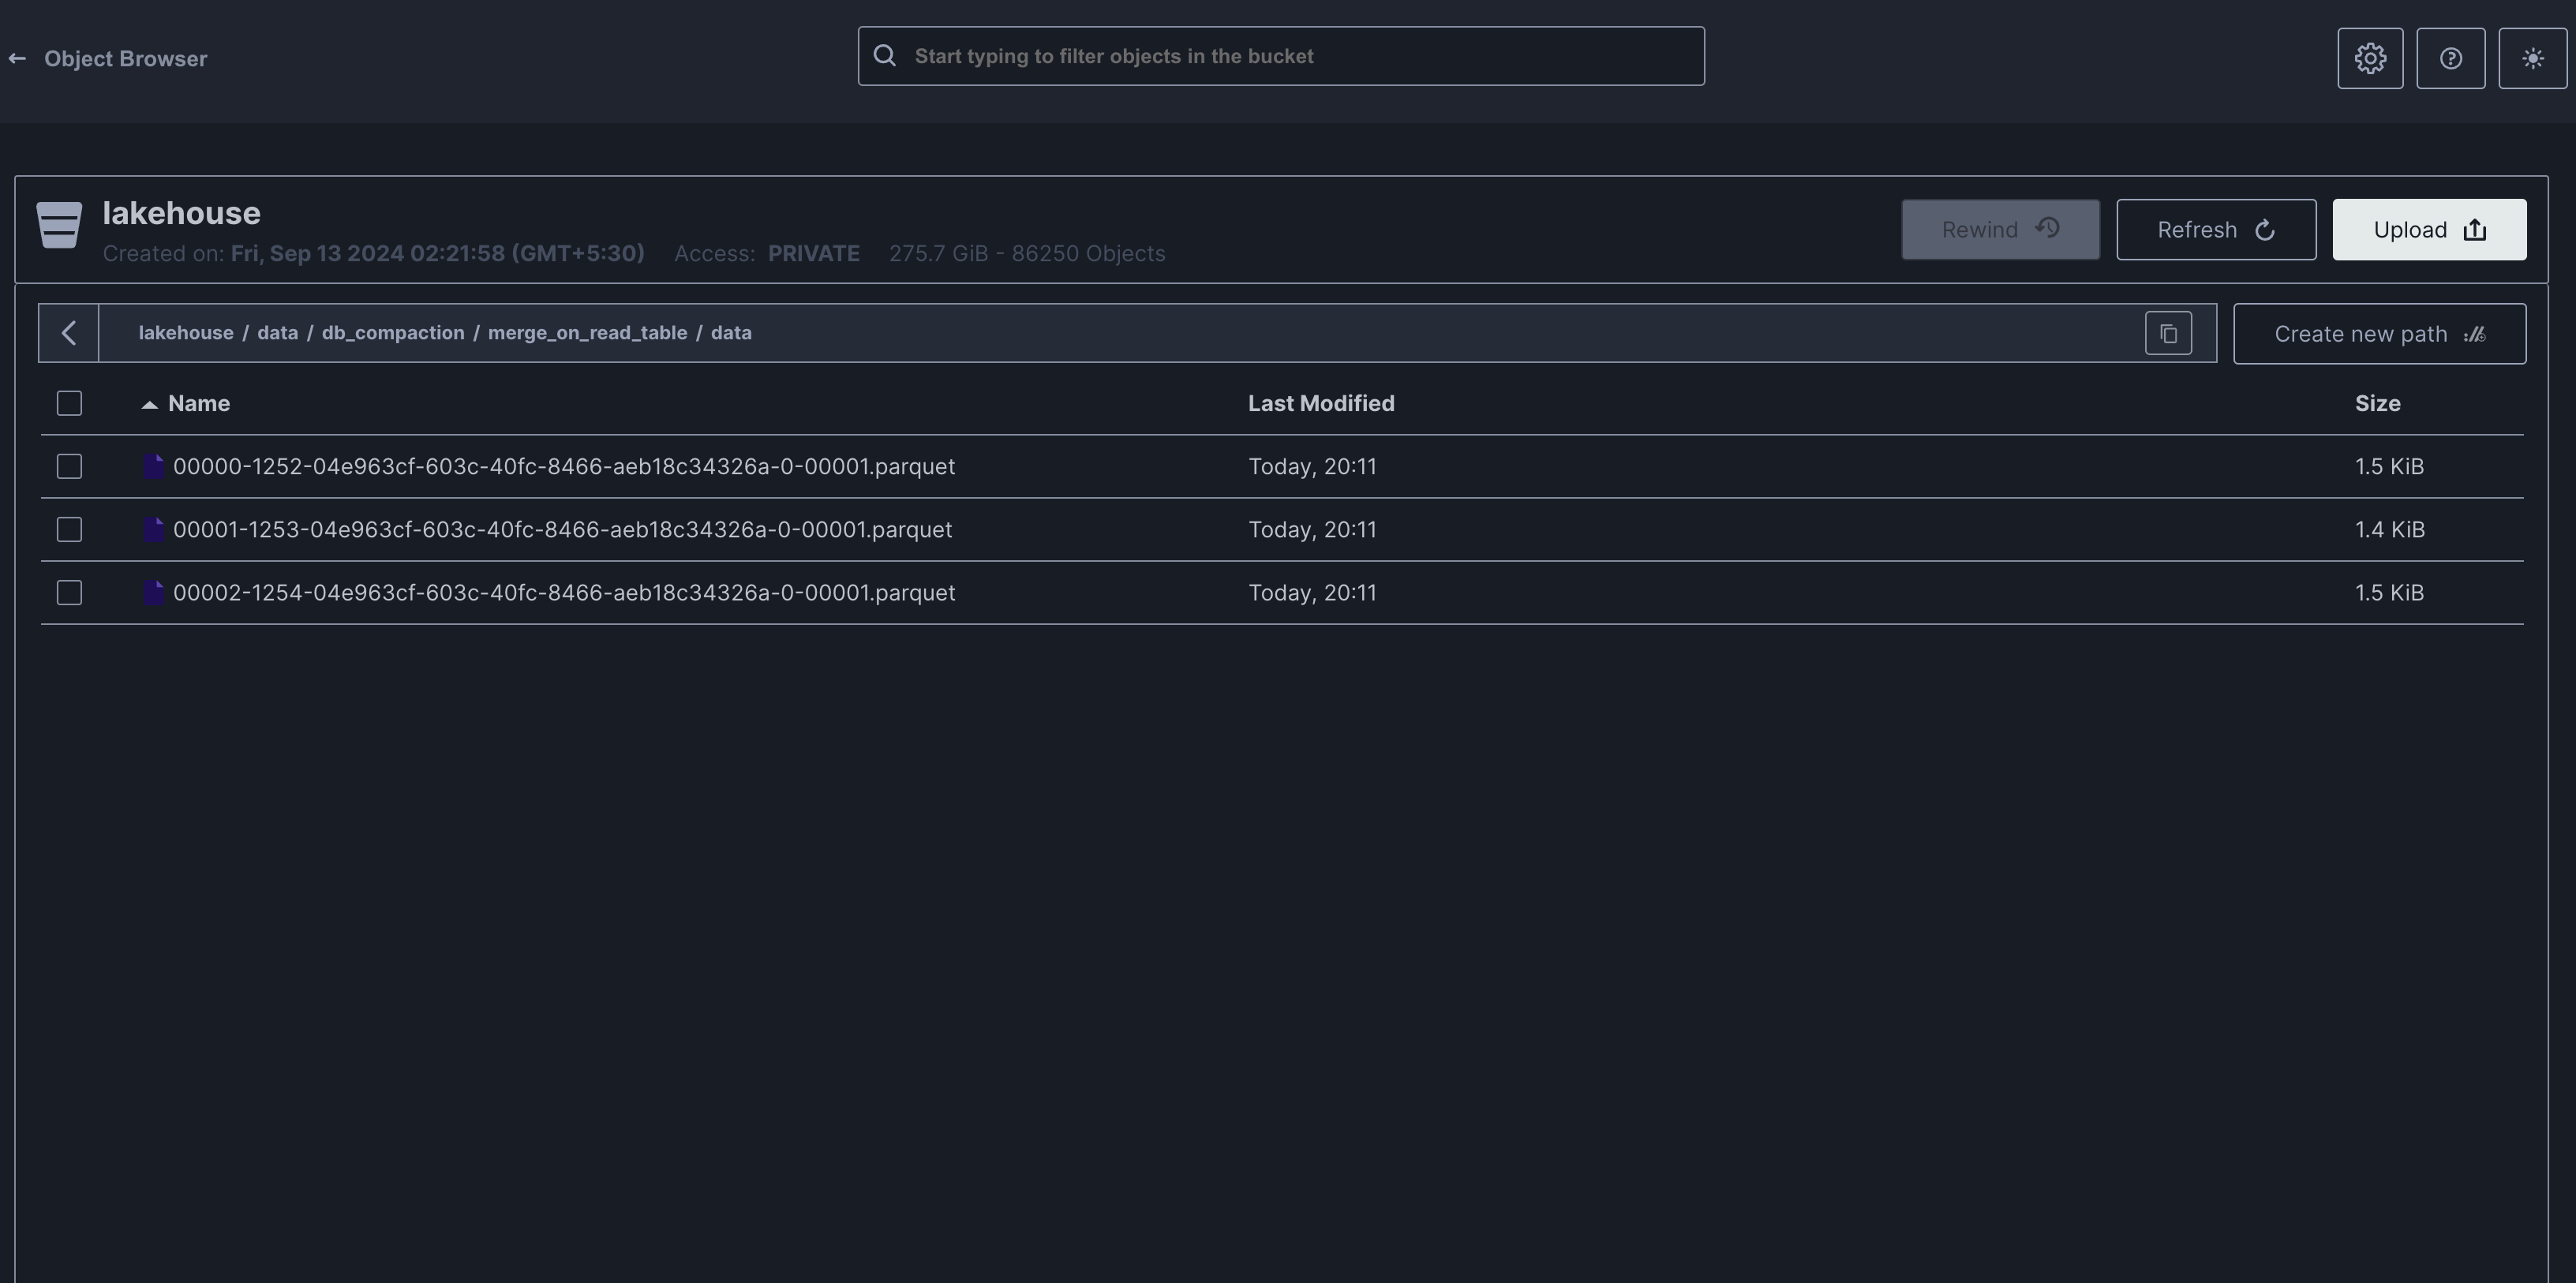 Object Browser
Start typing to filter objects in the bucket
lakehouse
Created on: Fri, Sep 13 2024 02:21:58 (GMT+5:30) Access: PRIVATE 275.7 GiB - 86250 Objects
Rewind
Refresh
Upload
lakehouse / data / db_compaction / merge_on_read_table / data
Create new path
Name Last Modified Size
00000-1252-04e963cf-603c-40fc-8466-aeb18c34326a-0-00001.parquet Today, 20:11 1.5 KiB
00001-1253-04e963cf-603c-40fc-8466-aeb18c34326a-0-00001.parquet Today, 20:11 1.4 KiB
00002-1254-04e963cf-603c-40fc-8466-aeb18c34326a-0-00001.parquet Today, 20:11 1.5 KiB